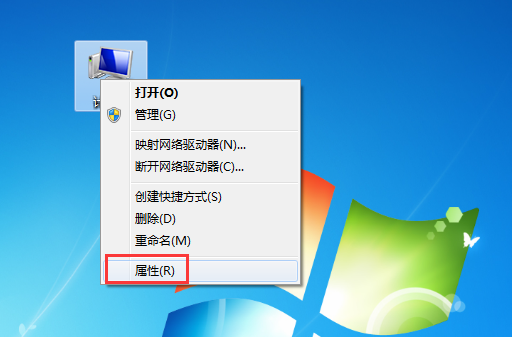 打开(O)
管理(G)
映射网络驱动器(N)...
断开网络驱动器(C)...
创建快捷方式(S)
删除(D)
重命名(M)
属性(R)